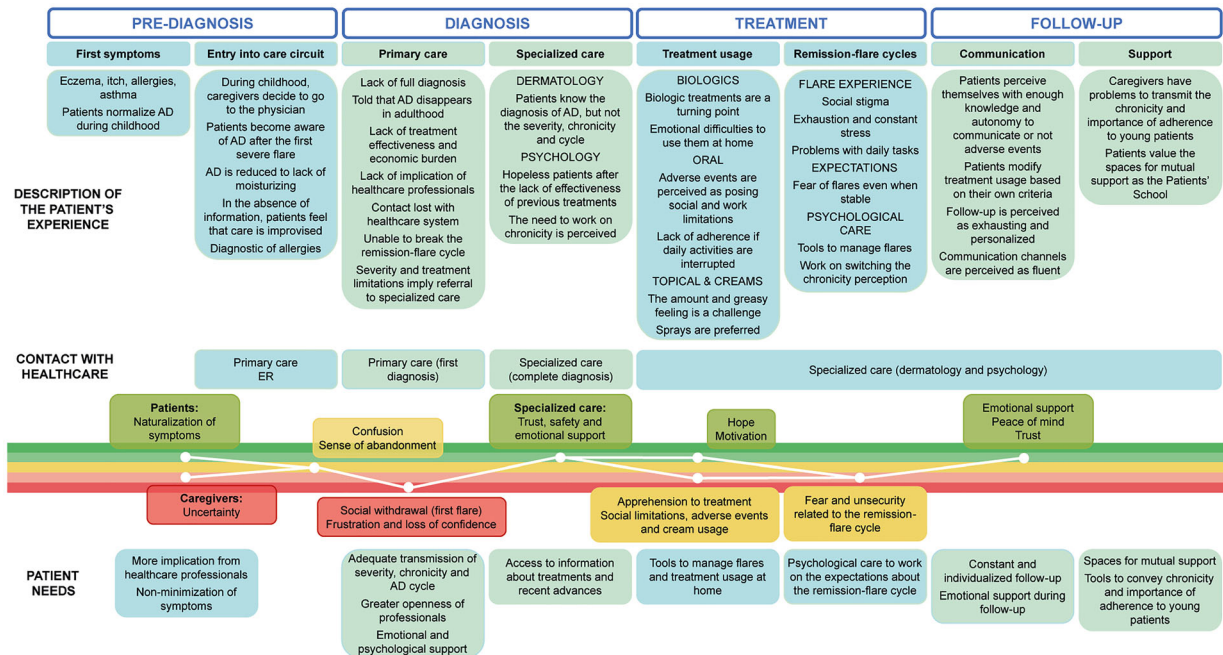 PRE-DIAGNOSIS
DIAGNOSIS
TREATMENT
FOLLOW-UP
First symptoms
Entry into care circuit
Primary care
Specialized care
Treatment usage
Remission-flare cycles
Communication
Support
DESCRIPTION OF
THE PATIENT'S
EXPERIENCE
Eczema, itch, allergies,
asthma
Patients normalize AD
during childhood
During childhood,
caregivers decide to go
to the physician
Patients become aware
of AD after the first
severe flare
AD is reduced to lack of
moisturizing
In the absence of
information, patients feel
that care is improvised
Diagnostic of allergies
Lack of full diagnosis
Told that AD disappears
in adulthood
Lack of treatment
effectiveness and
economic burden
Lack of implication of
healthcare professionals
Contact lost with
healthcare system
Unable to break the
remission-flare cycle
Severity and treatment
limitations imply referral
to specialized care
DERMATOLOGY
Patients know the
diagnosis of AD, but not
the severity, chronicity
and cycle
PSYCHOLOGY
Hopeless patients after
the lack of effectiveness
of previous treatments
The need to work on
chronicity is perceived
BIOLOGICS
Biologic treatments are a
turning point
Emotional difficulties to
use them at home
ORAL
Adverse events are
perceived as posing
social and work
limitations
Lack of adherence if
daily activities are
interrupted
TOPICAL & CREAMS
The amount and greasy
feeling is a challenge
Sprays are preferred
FLARE EXPERIENCE
Social stigma
Exhaustion and constant
stress
Problems with daily tasks
EXPECTATIONS
Fear of flares even when
stable
PSYCHOLOGICAL
CARE
Tools to manage flares
Work on switching the
chronicity perception
Patients perceive
themselves with enough
knowledge and
autonomy to
communicate or not
adverse events
Patients modify
treatment usage based
on their own criteria
Follow-up is perceived
as exhausting and
personalized
Communication channels
are perceived as fluent
Caregivers have
problems to transmit the
chronicity and
importance of adherence
to young patients
Patients value the
spaces for mutual
support as the Patients'
School
CONTACT WITH
HEALTHCARE
Primary care
ER
Primary care (first
diagnosis)
Specialized care
(complete diagnosis)
Specialized care (dermatology and psychology)
Patients:
Naturalization of
symptoms
Confusion
Sense of abandonment
Specialized care:
Trust, safety and
emotional support
Hope
Motivation
Emotional support
Peace of mind
Trust
Caregivers:
Uncertainty
Social withdrawal (first flare)
Frustration and loss of confidence
Apprehension to treatment
Social limitations, adverse events
and cream usage
Fear and unsecurity
related to the remission-
flare cycle
PATIENT
NEEDS
More implication from
healthcare professionals
Non-minimization of
symptoms
Adequate transmission of
severity, chronicity and
AD cycle
Greater openness of
professionals
Emotional and
psychological support
Access to information
about treatments and
recent advances
Tools to manage flares
and treatment usage at
home
Psychological care to
work on the expectations about
the remission-flare cycle
Constant and
individualized follow-up
Emotional support during
follow-up
Spaces for mutual support
Tools to convey chronicity
and importance of
adherence to young
patients